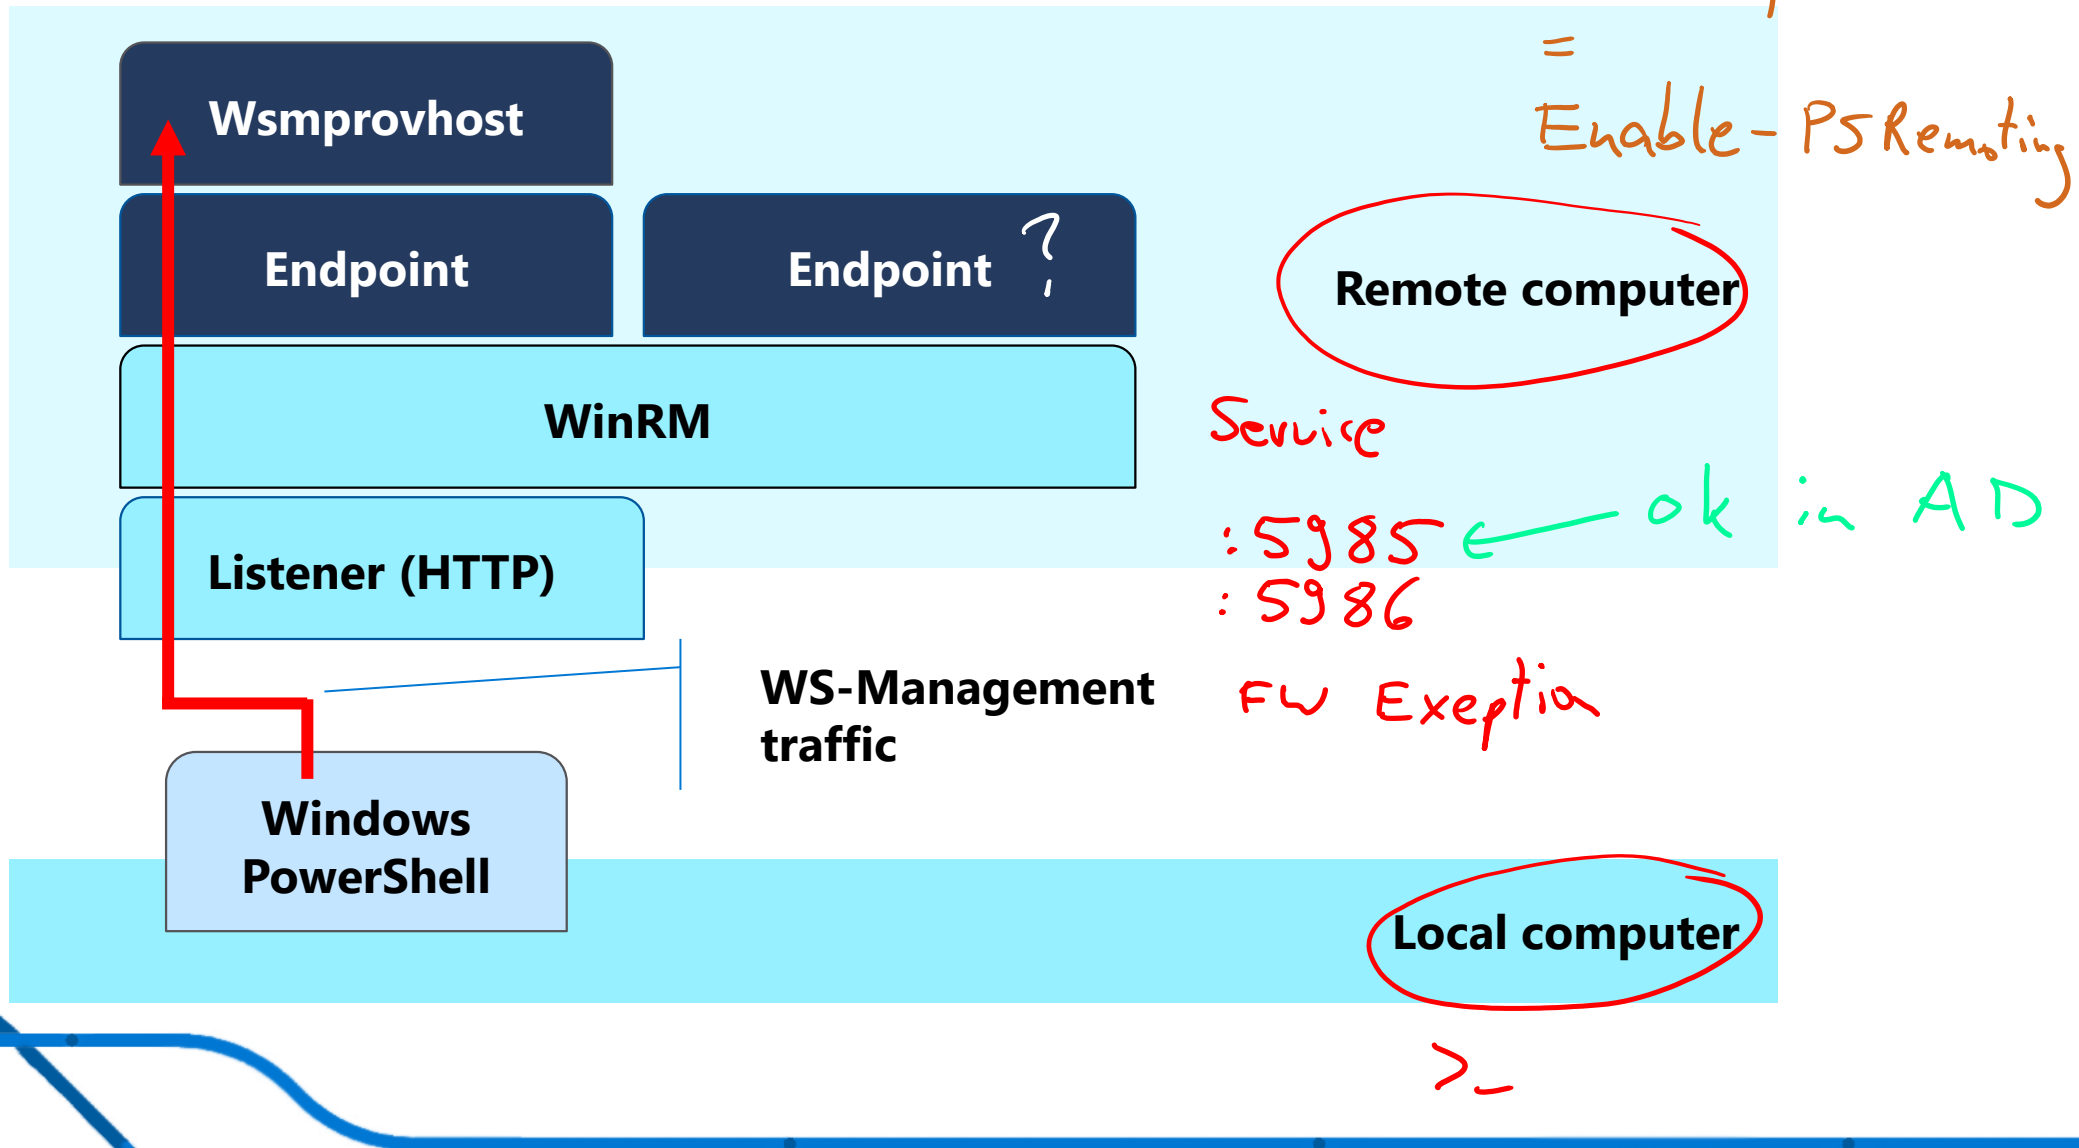 =
Enable-PSRemoting
Wsmprovhost
Endpoint
Endpoint ?
Remote computer
WinRM
Service
:5985
ok in AD
Listener (HTTP)
:5986
WS-Management
traffic
FW Exeption
Windows
PowerShell
Local computer
>_